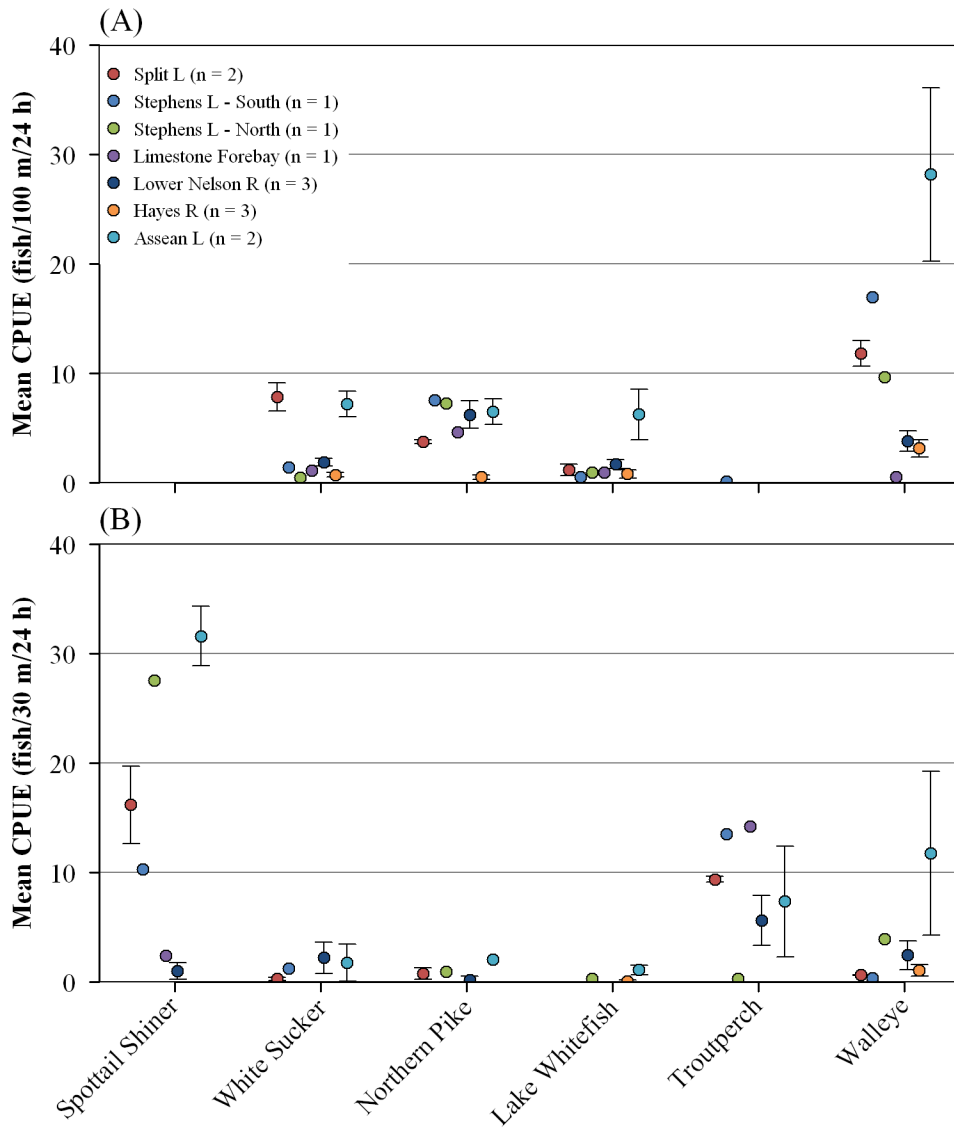 (A)
Mean CPUE (fish/100 m/24 h)
40
30
20
10
0
Split L (n = 2)
Stephens L - South (n = 1)
Stephens L - North (n = 1)
Limestone Forebay (n = 1)
Lower Nelson R (n = 3)
Hayes R (n = 3)
Assean L (n = 2)
(B)
Mean CPUE (fish/30 m/24 h)
40
30
20
10
0
Spottail Shiner
White Sucker
Northern Pike
Lake Whitefish
Troutperch
Walleye